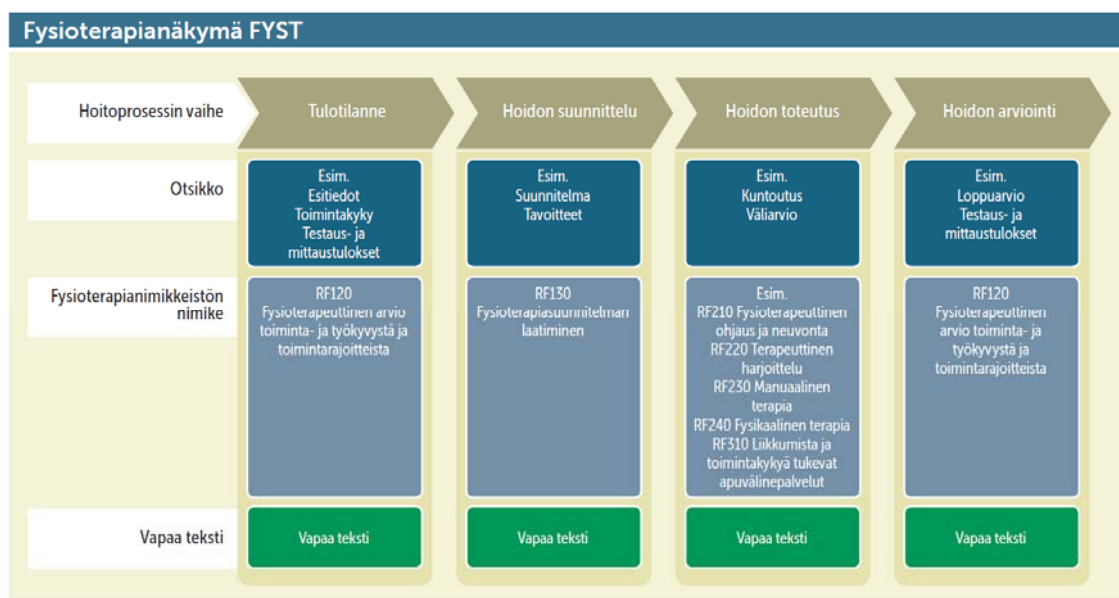 Fysioterapianäkymä FYST
Hoitoprosessin vaihe
Tulotilanne
Hoidon suunnittelu
Hoidon toteutus
Hoidon arviointi
Otsikko
Esim.
Esitiedot
Toimintakyky
Testaus- ja
mittaustulokset
Esim.
Suunnitelma
Tavoitteet
Esim.
Kuntoutus
Väliarvio
Esim.
Loppuarvio
Testaus- ja
mittaustulokset
Fysioterapianimikkeistön
nimike
RF120
Fysioterapeuttinen arvio
toiminta- ja työkyvystä ja
toimintarajoitteista
RF130
Fysioterapiasuunnitelman
laatiminen
Esim.
RF210 Fysioterapeuttinen
ohjaus ja neuvonta
RF220 Terapeuttinen
harjoittelu
RF230 Manuaalinen
terapia
RF240 Fysikaalinen terapia
RF310 Liikkumista ja
toimintakykyä tukevat
apuvälinepalvelut
RF120
Fysioterapeuttinen
arvio toiminta- ja
työkyvystä ja
toimintarajoitteista
Vapaa teksti
Vapaa teksti
Vapaa teksti
Vapaa teksti
Vapaa teksti